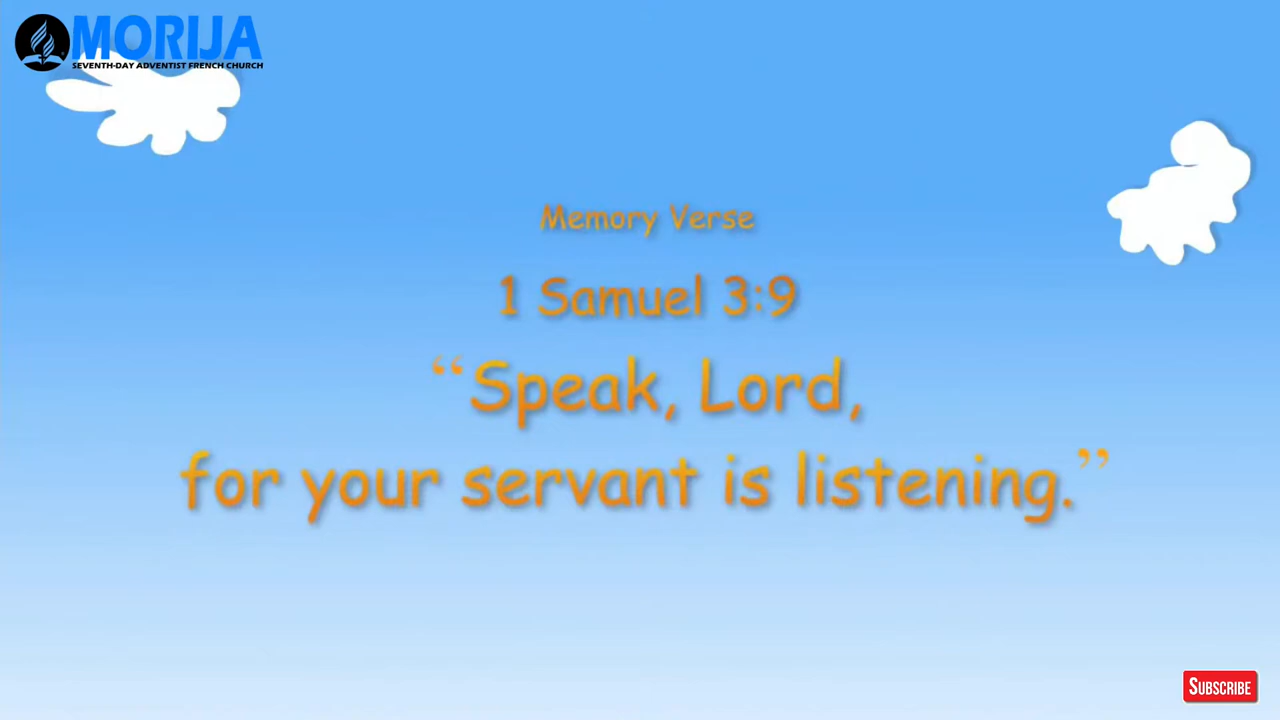 MORIJA
SEVENTH-DAY ADVENTIST FRENCH CHURCH
Memory Verse
1 Samuel 3:9
“Speak, Lord,
for your servant is listening.”
SUBSCRIBE